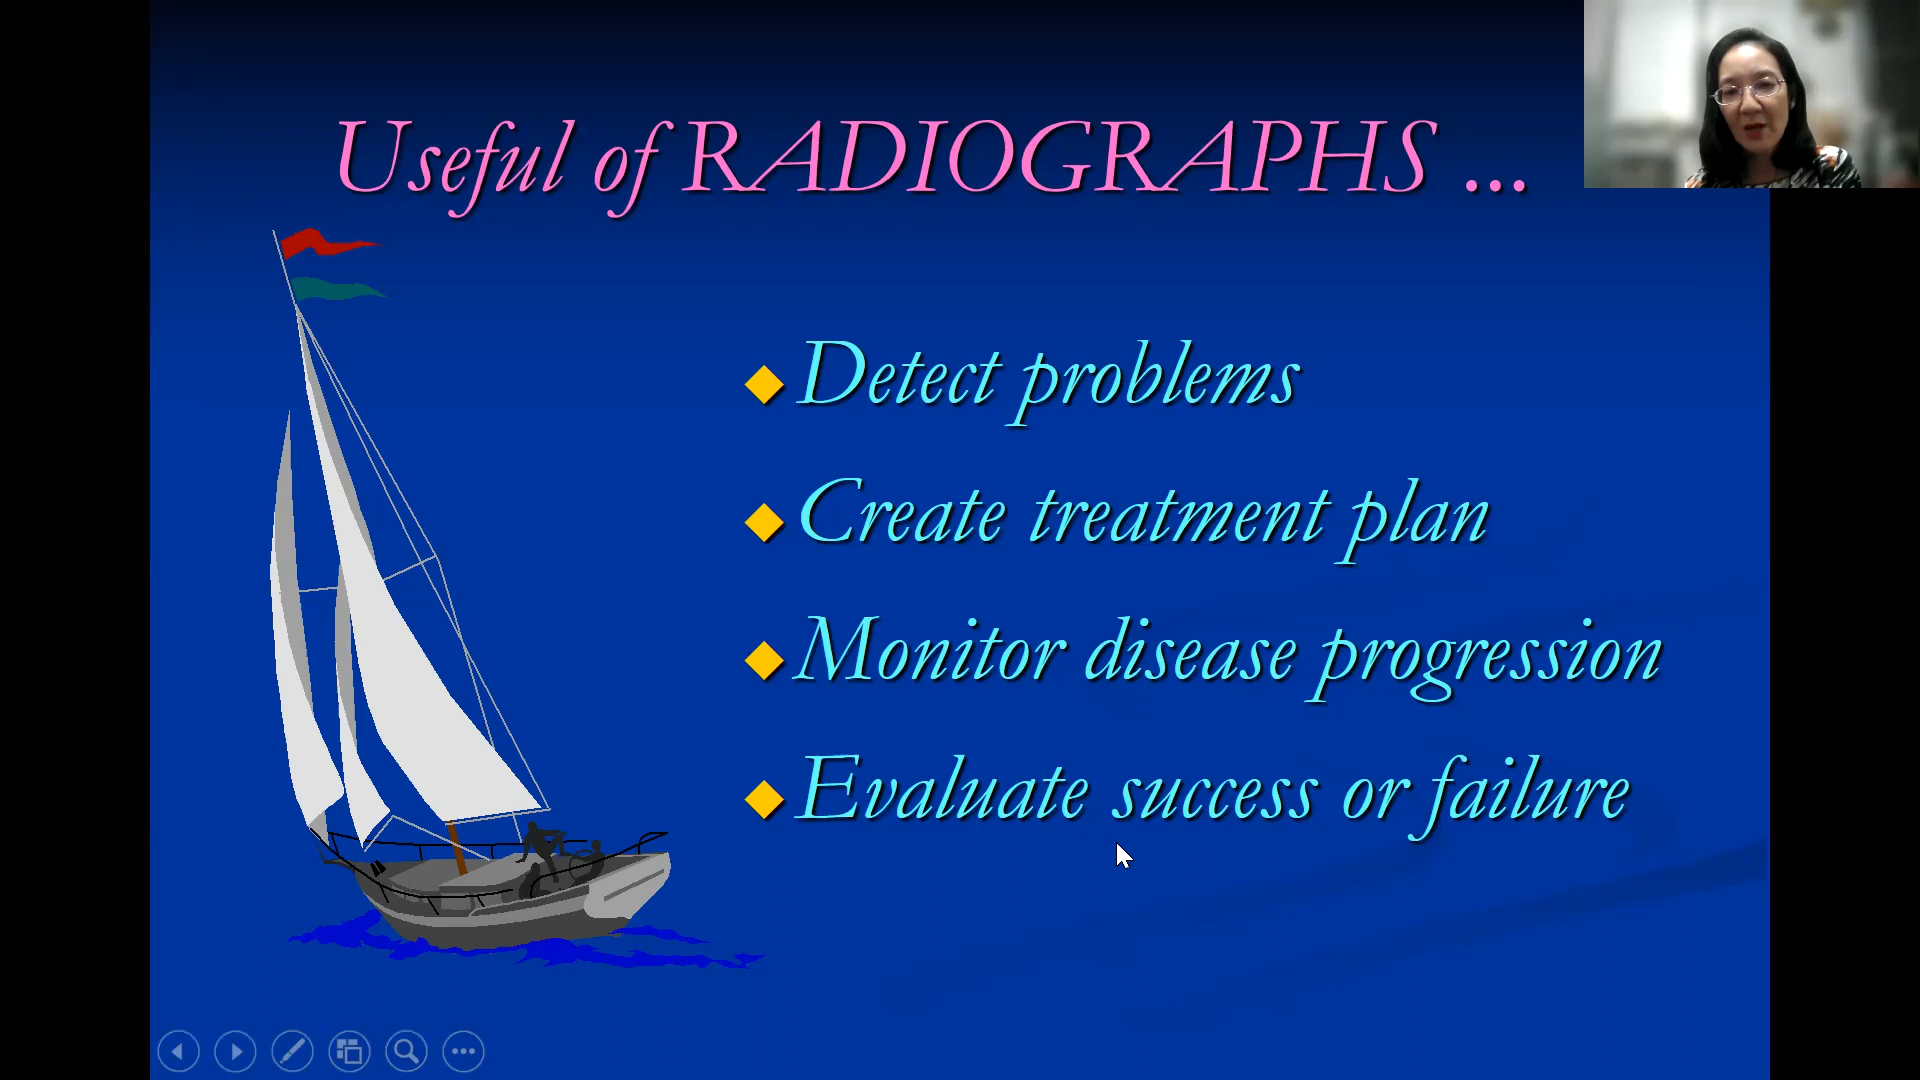 Useful of RADIOGRAPHS ...
Detect problems
Create treatment plan
Monitor disease progression
Evaluate success or failure